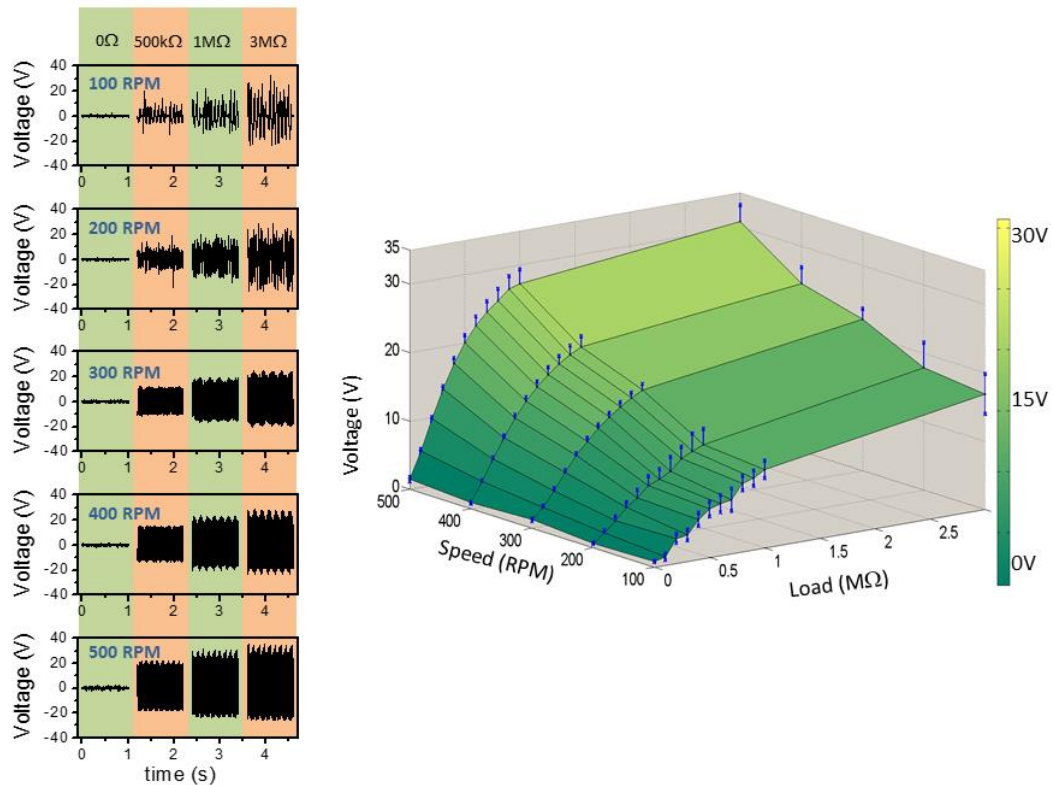 0Ω 500kΩ 1MΩ 3MΩ
Voltage (V)
40
20
0
-20
-40
100 RPM
0 1 2 3 4
Voltage (V)
40
20
0
-20
-40
200 RPM
0 1 2 3 4
Voltage (V)
40
20
0
-20
-40
300 RPM
0 1 2 3 4
Voltage (V)
40
20
0
-20
-40
400 RPM
0 1 2 3 4
Voltage (V)
40
20
0
-20
-40
500 RPM
0 1 2 3 4
time (s)
Voltage (V)
35
30
20
10
0
500
400
300
200
100
Speed (RPM)
0
0.5
1
1.5
2
2.5
Load (MΩ)
30V
15V
0V